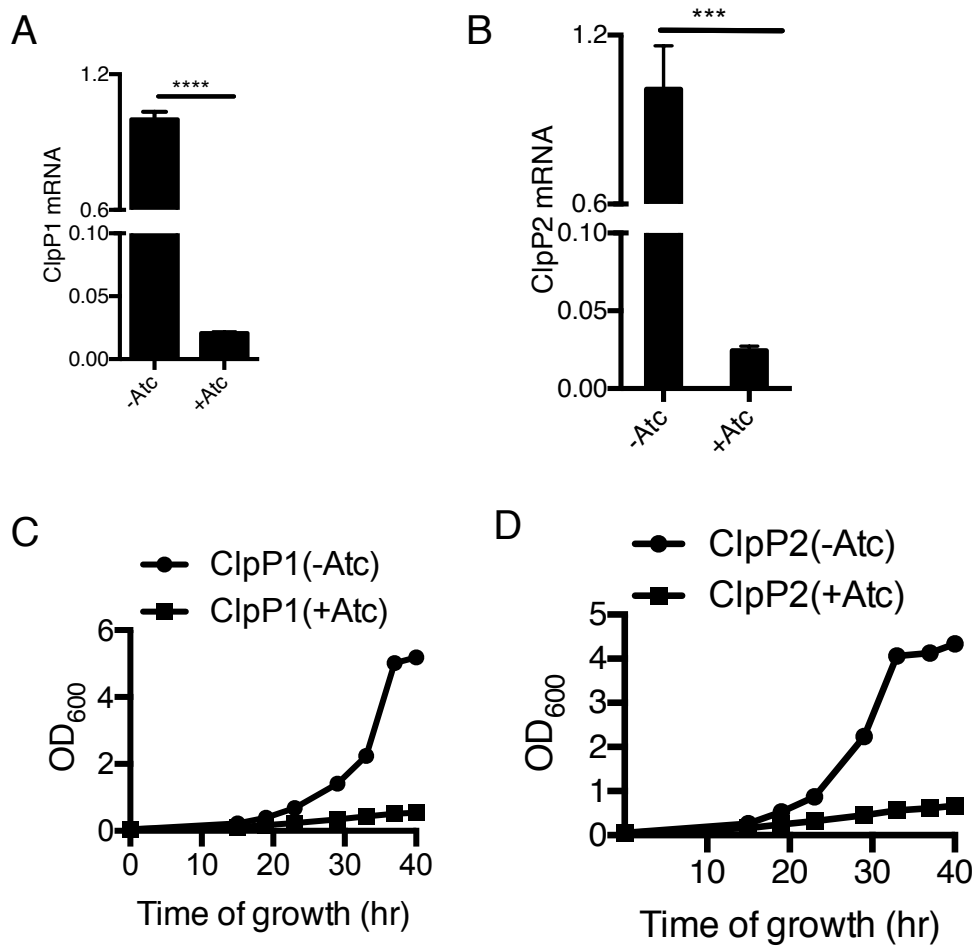 A
ClpP1 mRNA
1.2
0.6
0.10
0.05
0.00
****
-Atc
+Atc
B
ClpP2 mRNA
1.2
0.6
0.10
0.05
0.00
***
-Atc
+Atc
C
ClpP1(-Atc)
ClpP1(+Atc)
OD600
6
4
2
0
0 10 20 30 40
Time of growth (hr)
D
ClpP2(-Atc)
ClpP2(+Atc)
OD600
5
4
3
2
1
0
10 20 30 40
Time of growth (hr)